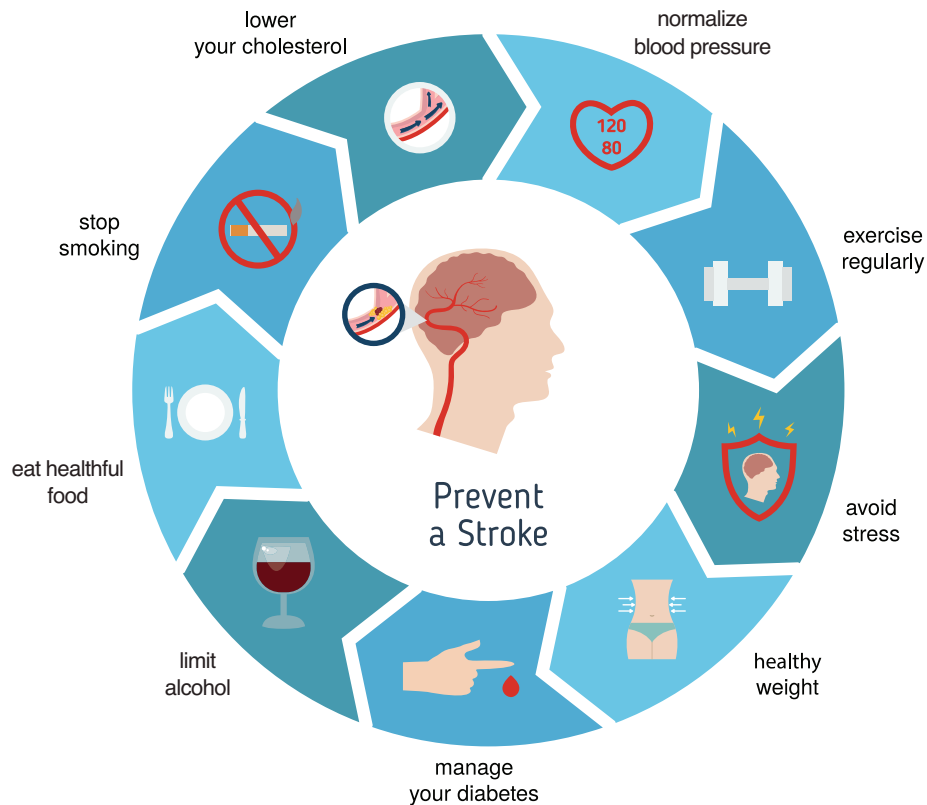 lower
your cholesterol
normalize
blood pressure
120
80
exercise
regularly
avoid
stress
healthy
weight
manage
your diabetes
limit
alcohol
eat healthful
food
stop
smoking
Prevent
a Stroke